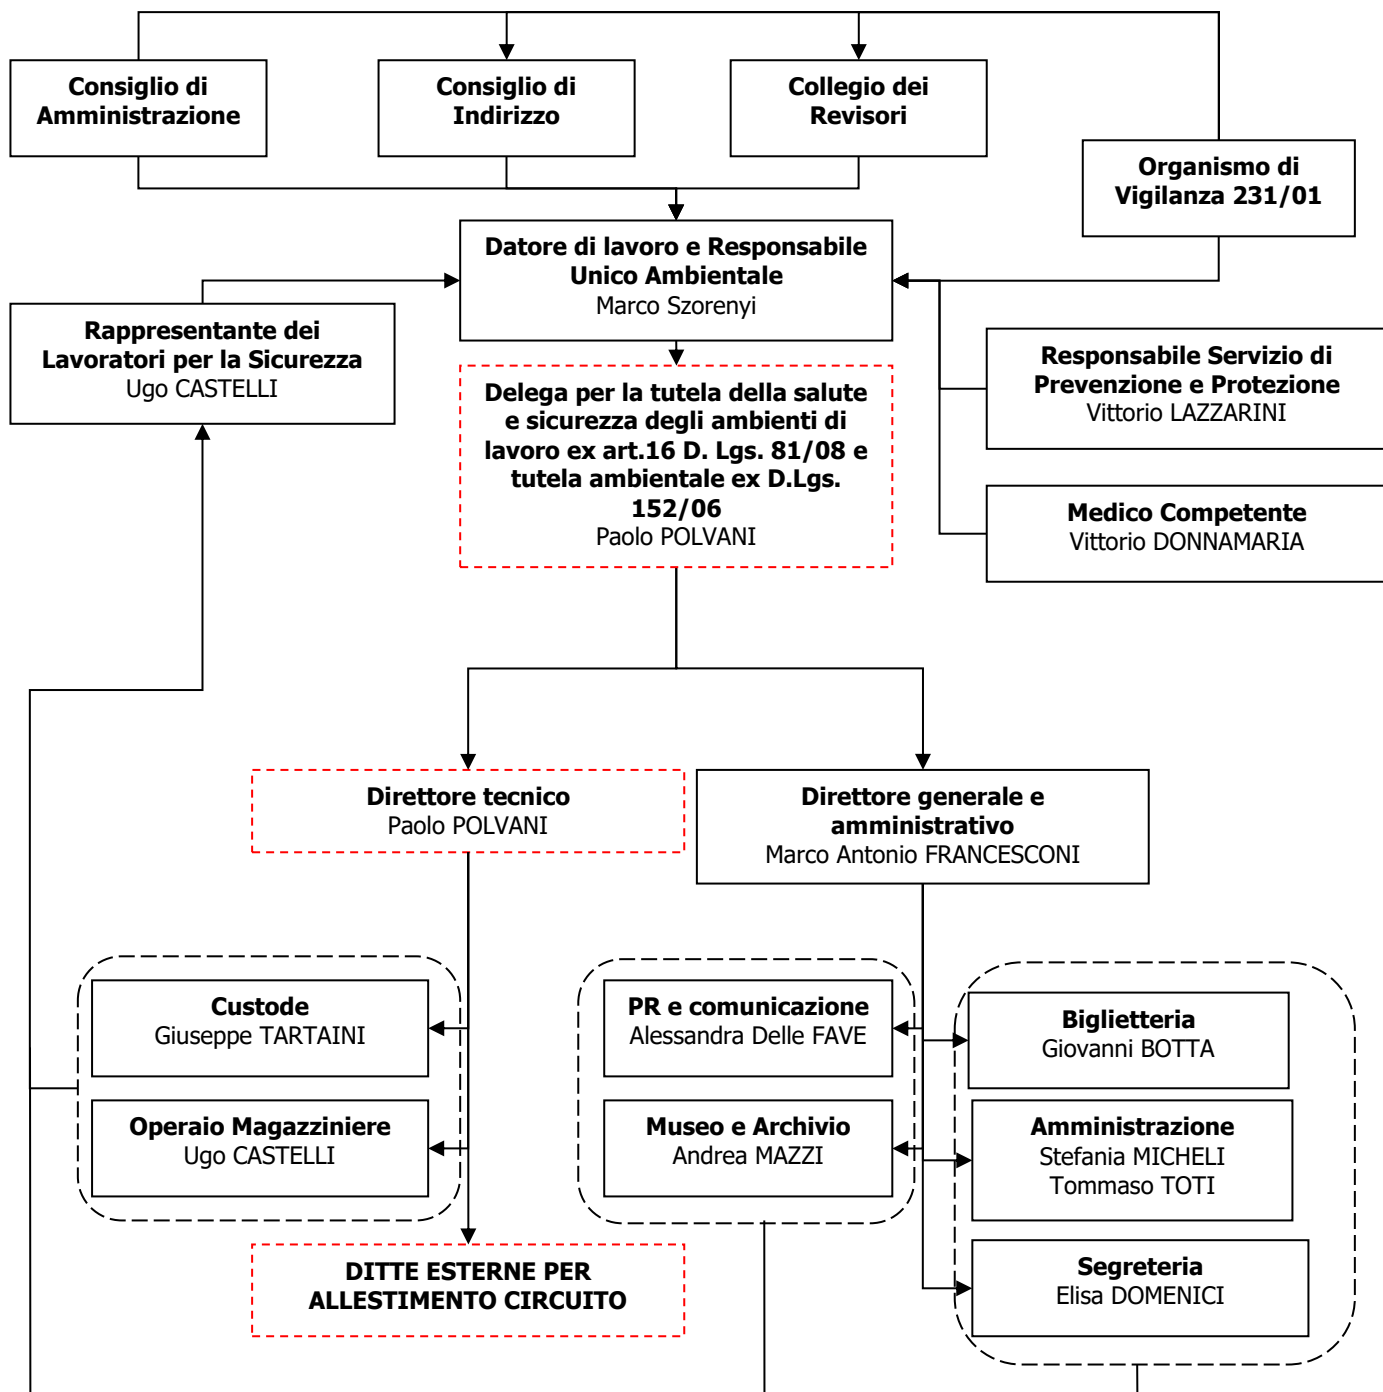 Consiglio di
Amministrazione
Consiglio di
Indirizzo
Collegio dei
Revisori
Organismo di
Vigilanza 231/01
Datore di lavoro e Responsabile
Unico Ambientale
Marco Szorenyi
Rappresentante dei
Lavoratori per la Sicurezza
Ugo CASTELLI
Responsabile Servizio di
Prevenzione e Protezione
Vittorio LAZZARINI
Delega per la tutela della salute
e sicurezza degli ambienti di
lavoro ex art.16 D. Lgs. 81/08 e
tutela ambientale ex D.Lgs.
152/06
Paolo POLVANI
Medico Competente
Vittorio DONNAMARIA
Direttore tecnico
Paolo POLVANI
Direttore generale e
amministrativo
Marco Antonio FRANCESCONI
Custode
Giuseppe TARTAINI
Operaio Magazziniere
Ugo CASTELLI
PR e comunicazione
Alessandra Delle FAVE
Museo e Archivio
Andrea MAZZI
Biglietteria
Giovanni BOTTA
Amministrazione
Stefania MICHELI
Tommaso TOTI
Segreteria
Elisa DOMENICI
DITTE ESTERNE PER
ALLESTIMENTO CIRCUITO